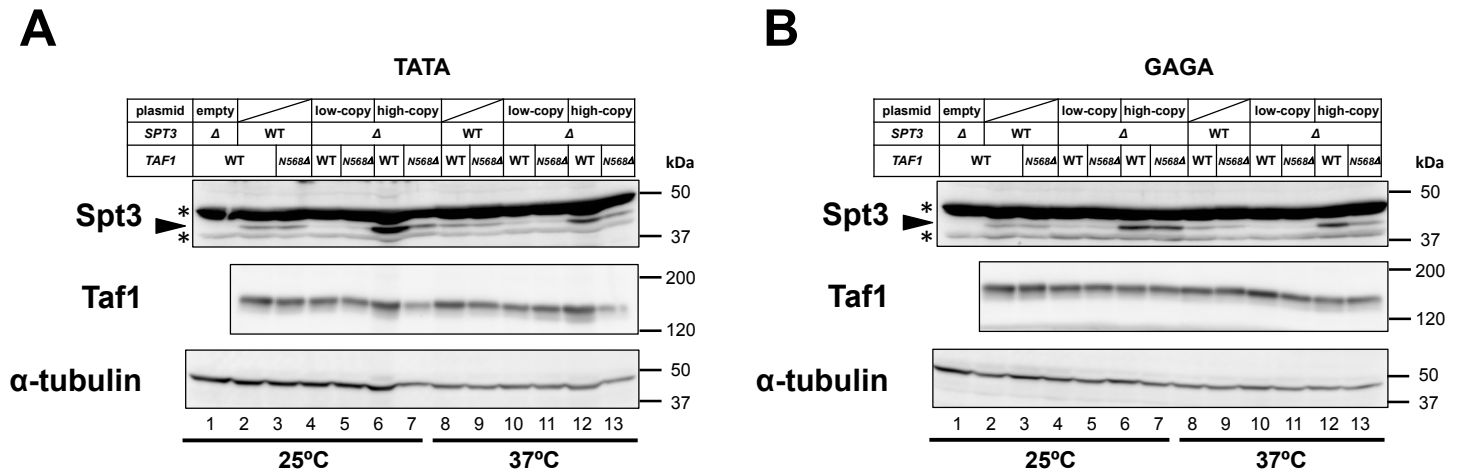 A
TATA
plasmid empty low-copy high-copy low-copy high-copy
SPT3 Δ WT Δ WT Δ
TAF1 WT N568Δ WT N568Δ WT N568Δ WT N568Δ WT N568Δ WT N568Δ
kDa
Spt3 * * 50 37
Taf1 200 120
α-tubulin 50 37
1 2 3 4 5 6 7 8 9 10 11 12 13
25ºC 37ºC
B
GAGA
plasmid empty low-copy high-copy low-copy high-copy
SPT3 Δ WT Δ WT Δ
TAF1 WT N568Δ WT N568Δ WT N568Δ WT N568Δ WT N568Δ WT N568Δ
kDa
Spt3 * * 50 37
Taf1 200 120
α-tubulin 50 37
1 2 3 4 5 6 7 8 9 10 11 12 13
25ºC 37ºC